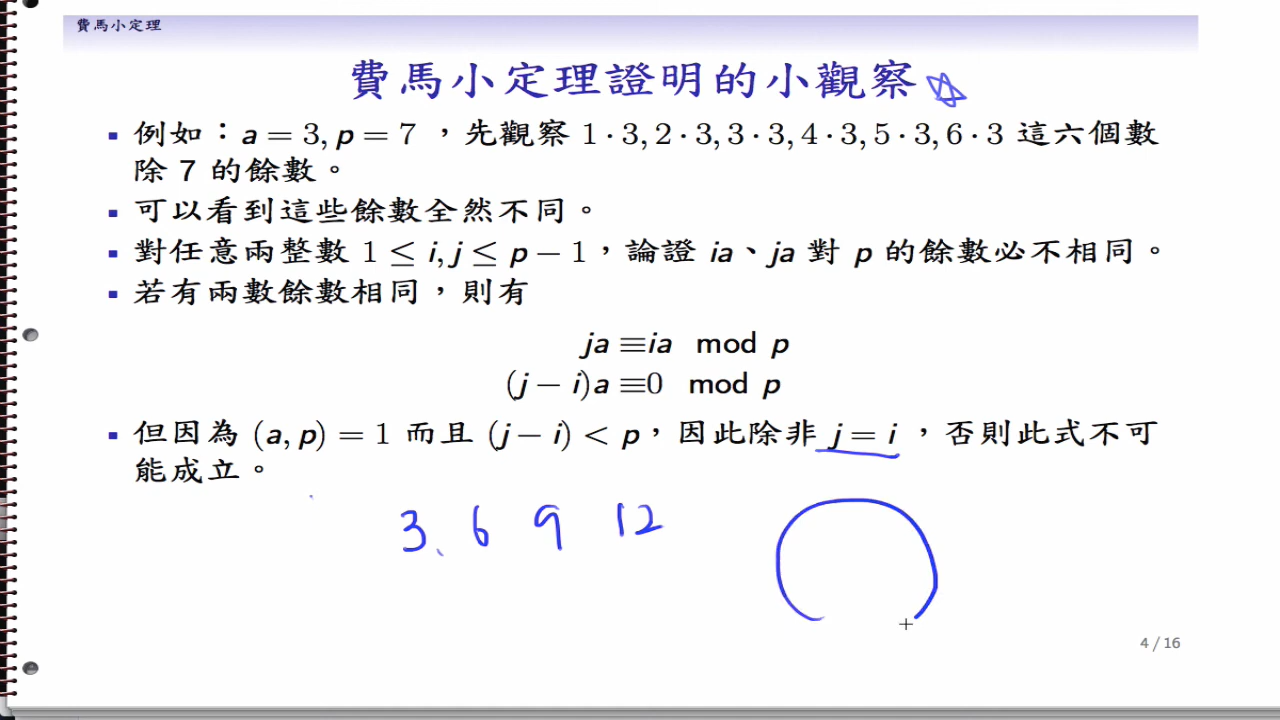 費馬小定理
費馬小定理證明的小觀察
例如：a = 3, p = 7 ，先觀察 1 · 3, 2 · 3, 3 · 3, 4 · 3, 5 · 3, 6 · 3 這六個數
除 7 的餘數。
可以看到這些餘數全然不同。
對任意兩整數 1 ≤ i, j ≤ p − 1，論證 ia、ja 對 p 的餘數必不相同。
若有兩數餘數相同，則有
ja ≡ia mod p
(j − i)a ≡0 mod p
但因為 (a, p) = 1 而且 (j − i) < p，因此除非 j = i ，否則此式不可
能成立。
3、6 9 12
4 / 16